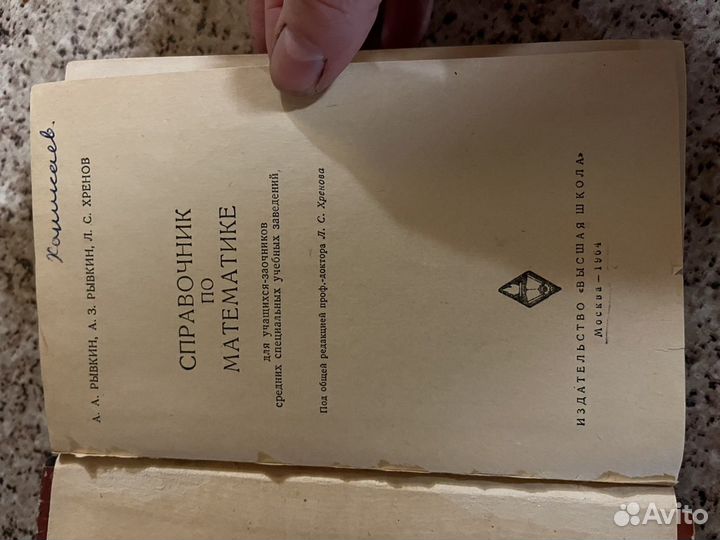 Ханикаев.
А. А. РЫВКИН, А. З. РЫВКИН, Л. С. ХРЕНОВ
СПРАВОЧНИК
ПО
МАТЕМАТИКЕ
для учащихся-заочников
средних специальных учебных заведений
Под общей редакцией проф.-доктора Л. С. Хренова
ИЗДАТЕЛЬСТВО «ВЫСШАЯ ШКОЛА»
Москва — 1964
Avito